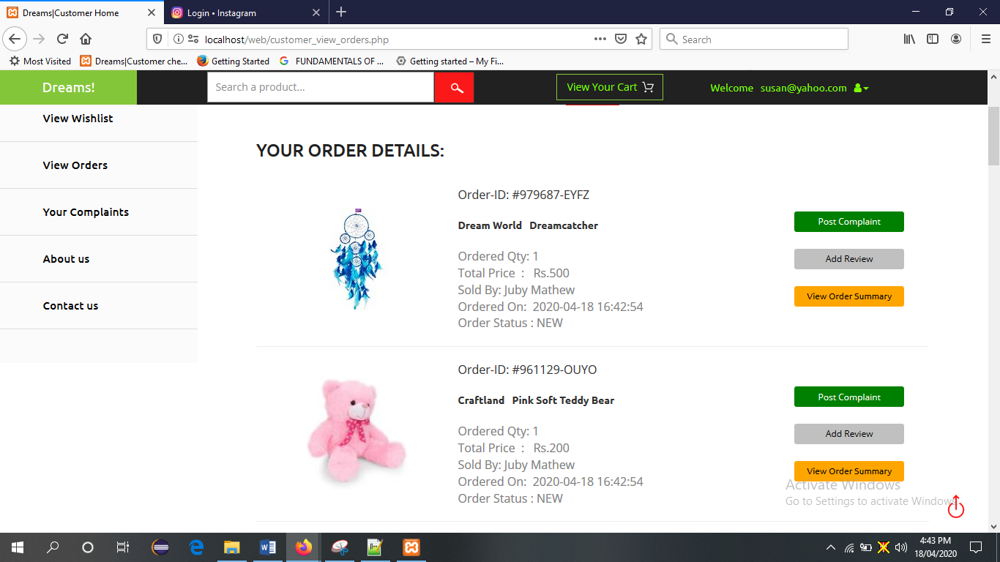 Dreams|Customer Home
Login • Instagram
localhost/web/customer_view_orders.php
Search
Most Visited
Dreams|Customer che...
Getting Started
FUNDAMENTALS OF ...
Getting started – My Fi...
Dreams!
Search a product...
View Your Cart
Welcome susan@yahoo.com
View Wishlist
View Orders
Your Complaints
About us
Contact us
YOUR ORDER DETAILS:
Order-ID: #979687-EYFZ
Dream World Dreamcatcher
Ordered Qty: 1
Total Price : Rs.500
Sold By: Juby Mathew
Ordered On: 2020-04-18 16:42:54
Order Status : NEW
Post Complaint
Add Review
View Order Summary
Order-ID: #961129-OUYO
Craftland Pink Soft Teddy Bear
Ordered Qty: 1
Total Price : Rs.200
Sold By: Juby Mathew
Ordered On: 2020-04-18 16:42:54
Order Status : NEW
Post Complaint
Add Review
View Order Summary
Activate Windows
Go to Settings to activate Windows.
4:43 PM
18/04/2020